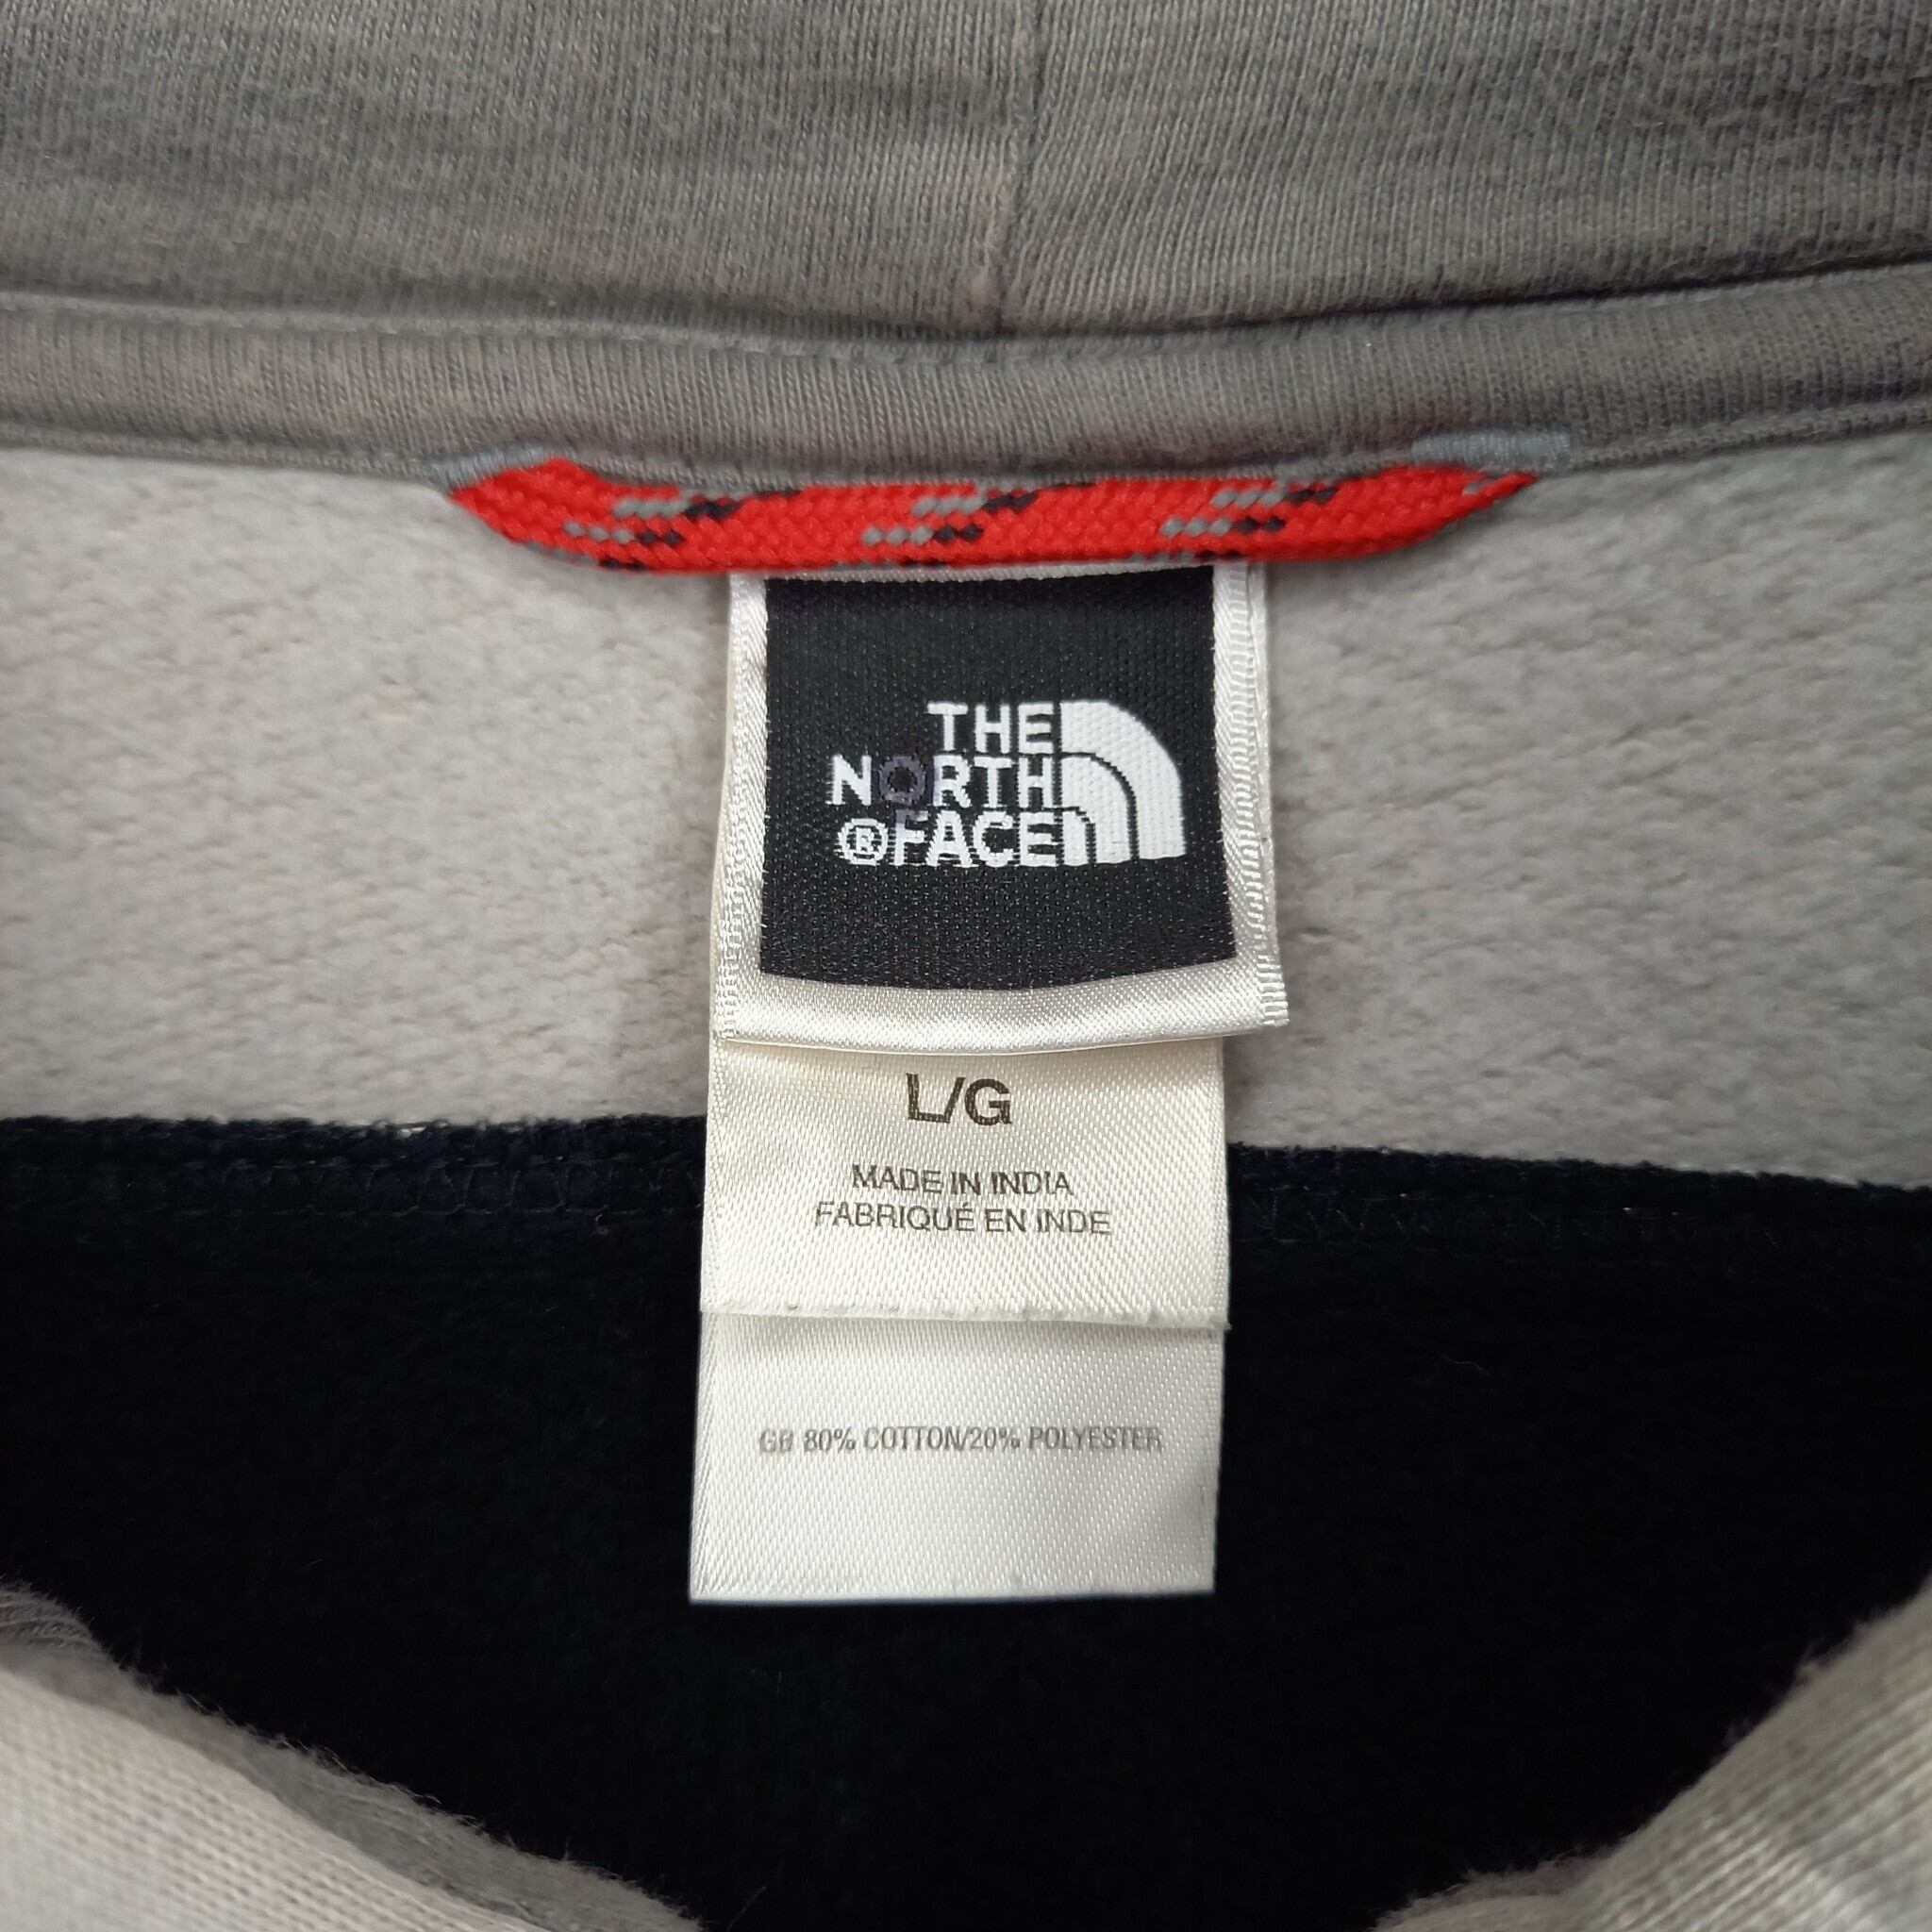 THE
NORTH
®FACE
L/G
MADE IN INDIA
FABRIQUÉ EN INDE
GB 80% COTTON/20% POLYESTER